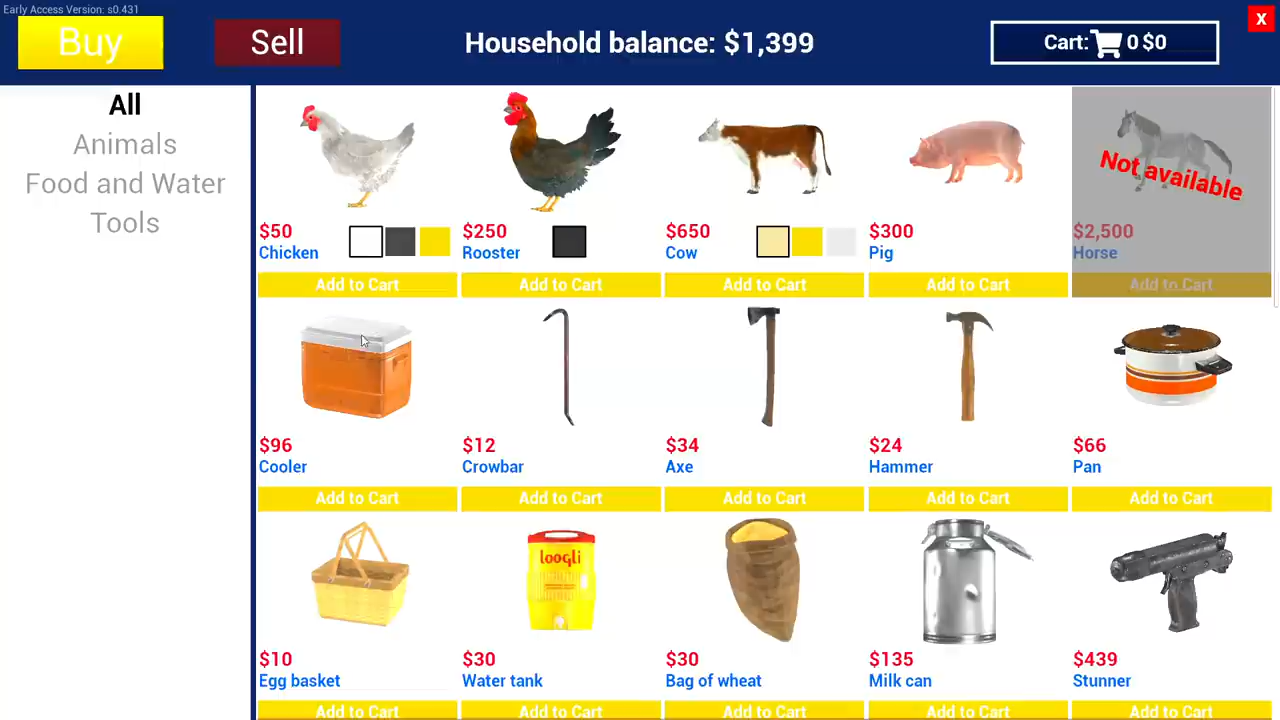 Early Access Version: s0.431
Buy
Sell
Household balance: $1,399
Cart: 0 $0
X
All
Animals
Food and Water
Tools
$50
Chicken
Add to Cart
$250
Rooster
Add to Cart
$650
Cow
Add to Cart
$300
Pig
Add to Cart
Not available
$2,500
Horse
Add to Cart
$96
Cooler
Add to Cart
$12
Crowbar
Add to Cart
$34
Axe
Add to Cart
$24
Hammer
Add to Cart
$66
Pan
Add to Cart
$10
Egg basket
Add to Cart
loogli
$30
Water tank
Add to Cart
$30
Bag of wheat
Add to Cart
$135
Milk can
Add to Cart
$439
Stunner
Add to Cart